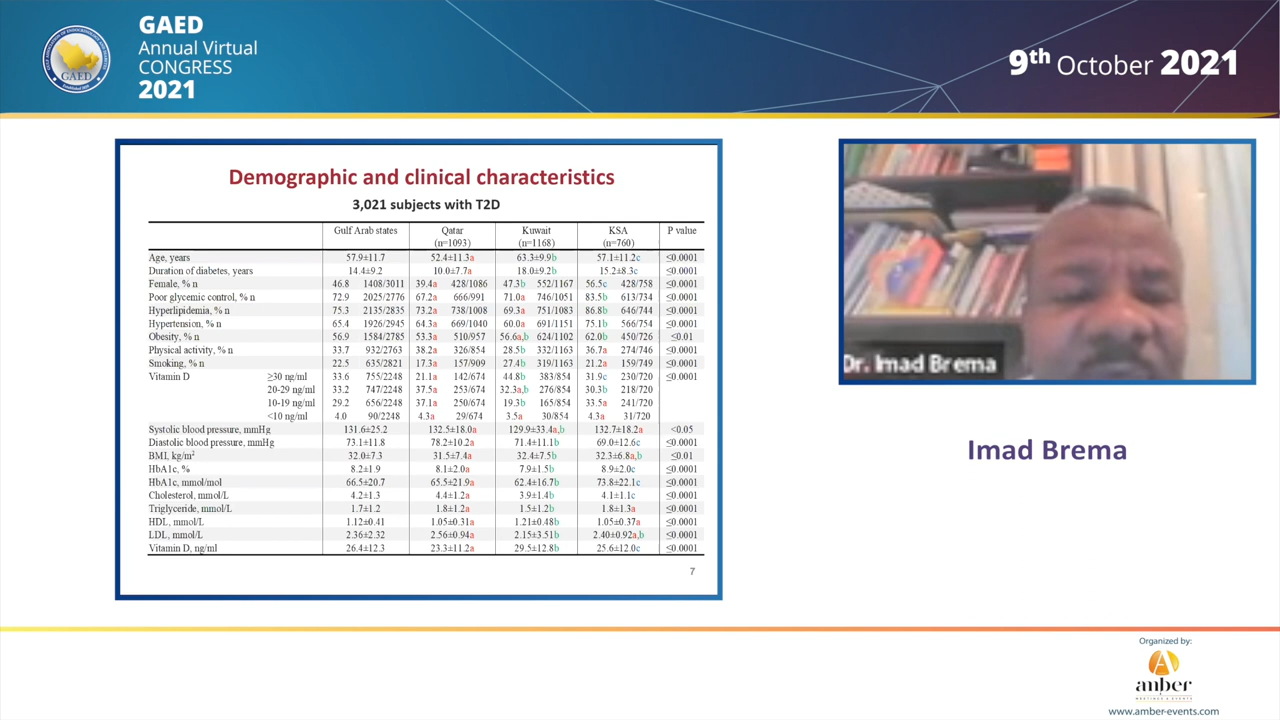 GAED
Annual Virtual
CONGRESS
2021
GAED
9th October 2021
Demographic and clinical characteristics
3,021 subjects with T2D
Gulf Arab states Qatar (n=1093) Kuwait (n=1168) KSA (n=760) P value
Age, years 57.9±11.7 52.4±11.3a 63.3±9.9b 57.1±11.2c ≤0.0001
Duration of diabetes, years 14.4±9.2 10.0±7.7a 18.0±9.2b 15.2±8.3c ≤0.0001
Female, % n 46.8 1408/3011 39.4a 428/1086 47.3b 552/1167 56.5c 428/758 ≤0.0001
Poor glycemic control, % n 72.9 2025/2776 67.2a 666/991 71.0a 746/1051 83.5b 613/734 ≤0.0001
Hyperlipidemia, % n 75.3 2135/2835 73.2a 738/1008 69.3a 751/1083 86.8b 646/744 ≤0.0001
Hypertension, % n 65.4 1926/2945 64.3a 669/1040 60.0a 691/1151 75.1b 566/754 ≤0.0001
Obesity, % n 56.9 1584/2785 53.3a 510/957 56.6a,b 624/1102 62.0b 450/726 ≤0.01
Physical activity, % n 33.7 932/2763 38.2a 326/854 28.5b 332/1163 36.7a 274/746 ≤0.0001
Smoking, % n 22.5 635/2821 17.3a 157/909 27.4b 319/1163 21.2a 159/749 ≤0.0001
Vitamin D ≥30 ng/ml 33.6 755/2248 21.1a 142/674 44.8b 383/854 31.9c 230/720 ≤0.0001
20-29 ng/ml 33.2 747/2248 37.5a 253/674 32.3a,b 276/854 30.3b 218/720
10-19 ng/ml 29.2 656/2248 37.1a 250/674 19.3b 165/854 33.5a 241/720
<10 ng/ml 4.0 90/2248 4.3a 29/674 3.5a 30/854 4.3a 31/720
Systolic blood pressure, mmHg 131.6±25.2 132.5±18.0a 129.9±33.4a,b 132.7±18.2a <0.05
Diastolic blood pressure, mmHg 73.1±11.8 78.2±10.2a 71.4±11.1b 69.0±12.6c ≤0.0001
BMI, kg/m² 32.0±7.3 31.5±7.4a 32.4±7.5b 32.3±6.8a,b ≤0.01
HbA1c, % 8.2±1.9 8.1±2.0a 7.9±1.5b 8.9±2.0c ≤0.0001
HbA1c, mmol/mol 66.5±20.7 65.5±21.9a 62.4±16.7b 73.8±22.1c ≤0.0001
Cholesterol, mmol/L 4.2±1.3 4.4±1.2a 3.9±1.4b 4.1±1.1c ≤0.0001
Triglyceride, mmol/L 1.7±1.2 1.8±1.2a 1.5±1.2b 1.8±1.3a ≤0.0001
HDL, mmol/L 1.12±0.41 1.05±0.31a 1.21±0.48b 1.05±0.37a ≤0.0001
LDL, mmol/L 2.36±2.32 2.56±0.94a 2.15±3.51b 2.40±0.92a,b ≤0.0001
Vitamin D, ng/ml 26.4±12.3 23.3±11.2a 29.5±12.8b 25.6±12.0c ≤0.0001
7
Dr. Imad Brema
Imad Brema
Organized by:
anber
MEETINGS & EVENTS
www.amber-events.com